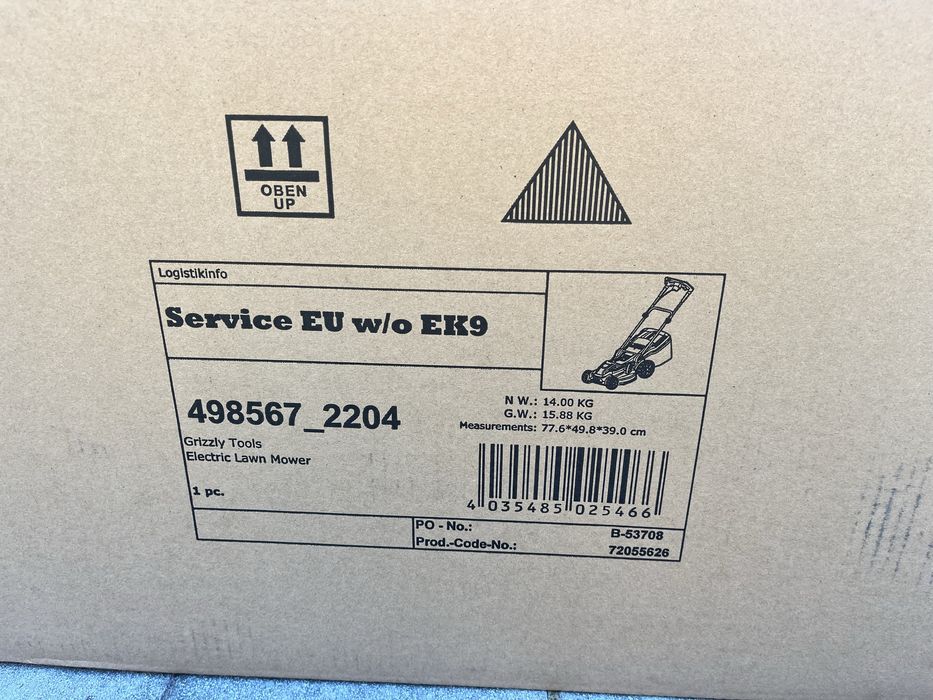 OBEN
UP
Logistikinfo
Service EU w/o EK9
498567_2204
Grizzly Tools
Electric Lawn Mower
1 pc.
N W.: 14.00 KG
G.W.: 15.88 KG
Measurements: 77.6*49.8*39.0 cm
4 035485 025466
PO - No.: B-53708
Prod.-Code-No.: 72055626